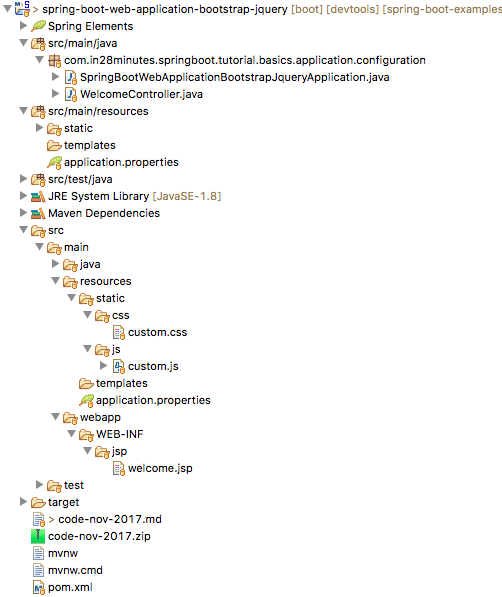 > spring-boot-web-application-bootstrap-jquery [boot] [devtools] [spring-boot-examples
Spring Elements
src/main/java
com.in28minutes.springboot.tutorial.basics.application.configuration
SpringBootWebApplicationBootstrapJqueryApplication.java
WelcomeController.java
src/main/resources
static
templates
application.properties
src/test/java
JRE System Library [JavaSE-1.8]
Maven Dependencies
src
main
java
resources
static
css
custom.css
js
custom.js
templates
application.properties
webapp
WEB-INF
jsp
welcome.jsp
test
target
> code-nov-2017.md
code-nov-2017.zip
mvnw
mvnw.cmd
pom.xml